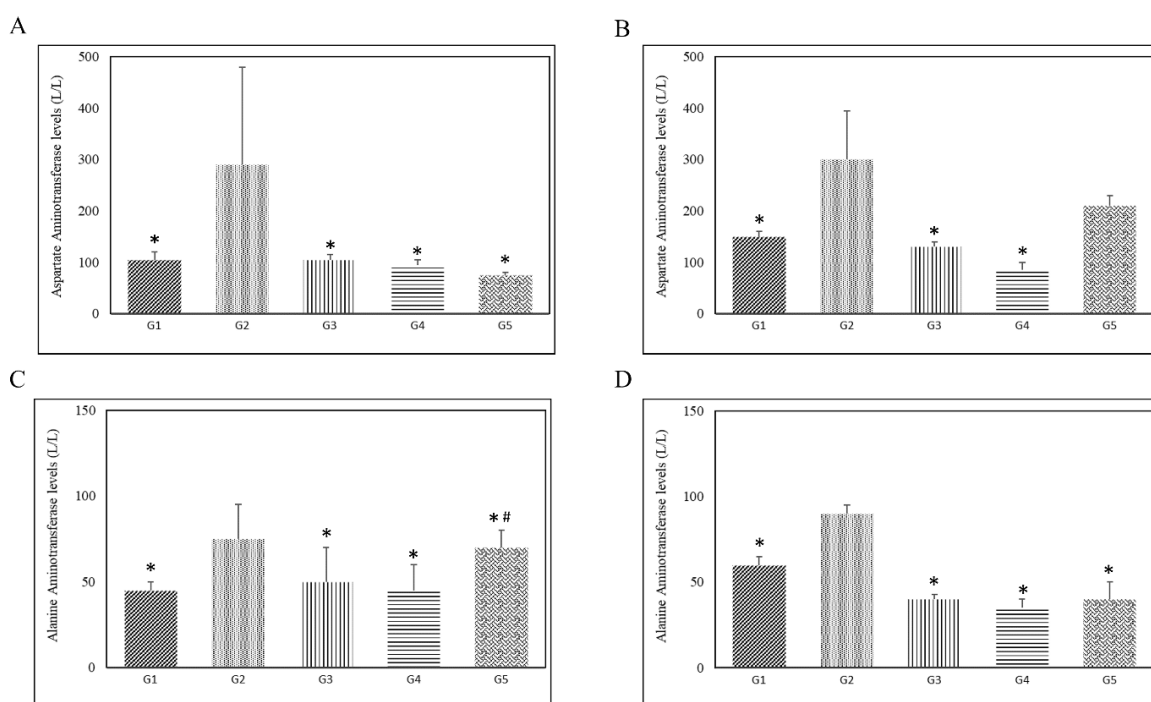 A
Aspartate Aminotransferase levels (L/L)
500
400
300
200
100
0
*
*
*
*
G1
G2
G3
G4
G5
B
Aspartate Aminotransferase levels (L/L)
500
400
300
200
100
0
*
*
*
G1
G2
G3
G4
G5
C
Alanine Aminotransferase levels (L/L)
150
100
50
0
*
*
*
* #
G1
G2
G3
G4
G5
D
Alanine Aminotransferase levels (L/L)
150
100
50
0
*
*
*
*
G1
G2
G3
G4
G5